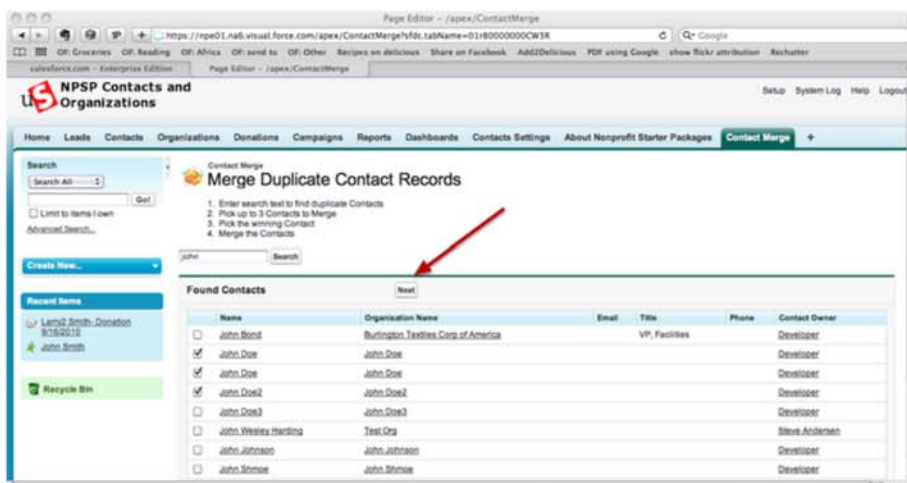 Page Editor – /apex/ContactMerge
https://npe01.na6.visual.force.com/apex/ContactMerge?sfdc.tabName=01r80000000CW3R
Google
OF: Groceries OF: Reading OF: Africa OF: send to OF: Other Recipes on delicious Share on Facebook Add2Delicious PDF using Google show flickr attribution Rechatter
salesforce.com – Enterprise Edition
Page Editor – /apex/ContactMerge
us
NPSP Contacts and Organizations
Setup System Log Help Logout
Home Leads Contacts Organizations Donations Campaigns Reports Dashboards Contacts Settings About Nonprofit Starter Packages Contact Merge +
Search
Search All
Go!
Limit to items I own
Advanced Search...
Create New...
Recent Items
Larry2 Smith- Donation 9/16/2010
John Smith
Recycle Bin
Contact Merge
Merge Duplicate Contact Records
1. Enter search text to find duplicate Contacts
2. Pick up to 3 Contacts to Merge
3. Pick the winning Contact
4. Merge the Contacts
john Search
Found Contacts Next
Name Organization Name Email Title Phone Contact Owner
John Bond Burlington Textiles Corp of America VP, Facilities Developer
John Doe John Doe Developer
John Doe John Doe Developer
John Doe2 John Doe2 Developer
John Doe3 John Doe3 Developer
John Wesley Harding Test Org Steve Andersen
John Johnson John Johnson Developer
John Shmoe John Shmoe Developer